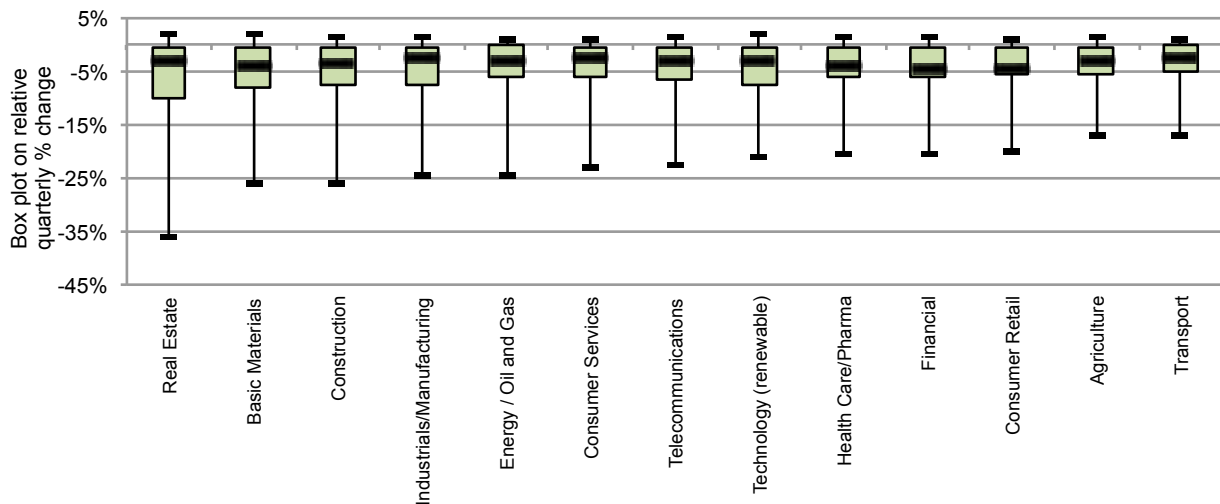 5%
-5%
-15%
-25%
-35%
-45%
Box plot on relative
quarterly % change
Real Estate
Basic Materials
Construction
Industrials/Manufacturing
Energy / Oil and Gas
Consumer Services
Telecommunications
Technology (renewable)
Health Care/Pharma
Financial
Consumer Retail
Agriculture
Transport